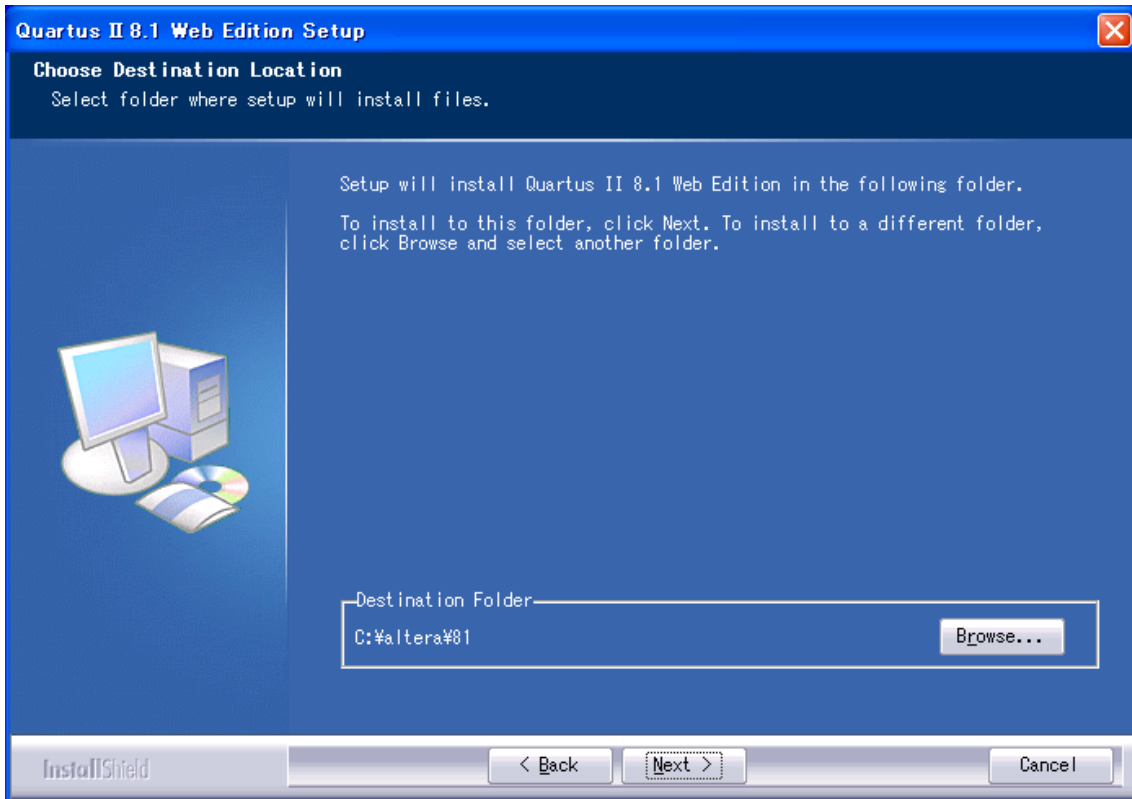 Quartus II 8.1 Web Edition Setup
Choose Destination Location
Select folder where setup will install files.
Setup will install Quartus II 8.1 Web Edition in the following folder.
To install to this folder, click Next. To install to a different folder,
click Browse and select another folder.
Destination Folder
C:¥altera¥81
Browse...
InstallShield
< Back
Next >
Cancel